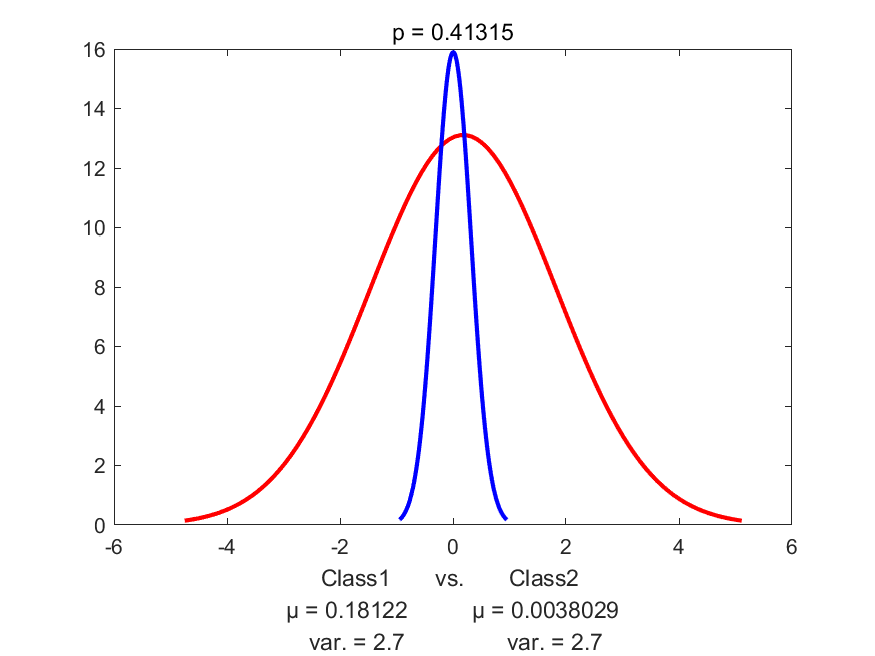 p = 0.41315
16
14
12
10
8
6
4
2
0
-6 -4 -2 0 2 4 6
Class1 vs. Class2
μ = 0.18122 μ = 0.0038029
var. = 2.7 var. = 2.7